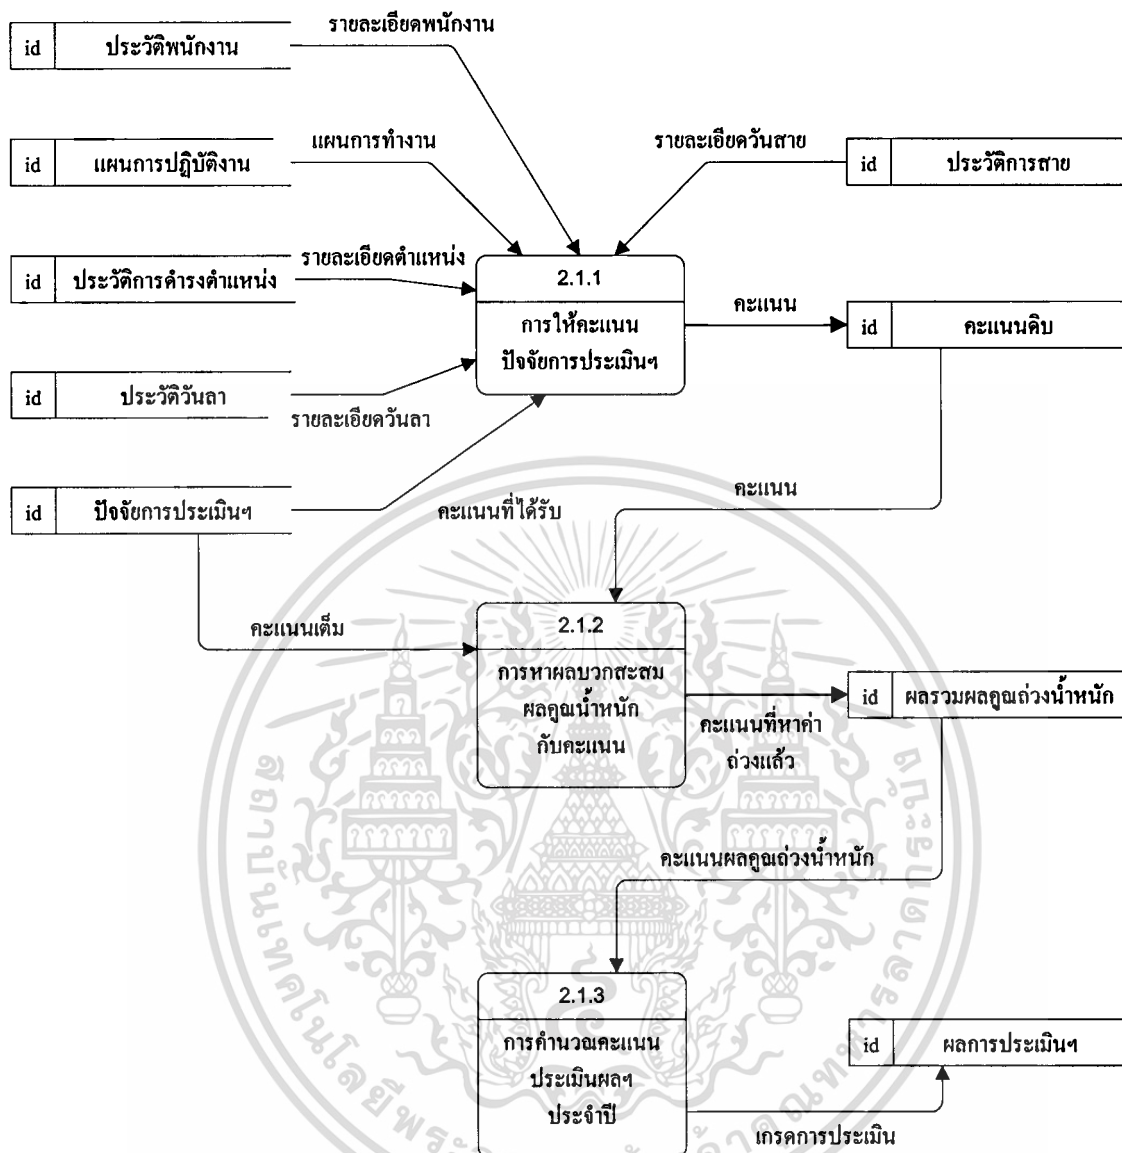 รายละเอียดพนักงาน
id ประวัติพนักงาน
แผนการทำงาน
รายละเอียดวันสาย
id แผนการปฏิบัติงาน
id ประวัติการสาย
รายละเอียดตำแหน่ง
id ประวัติการดำรงตำแหน่ง
2.1.1
การให้คะแนน
ปัจจัยการประเมินฯ
คะแนน
id คะแนนดิบ
id ประวัติวันลา
รายละเอียดวันลา
id ปัจจัยการประเมินฯ
คะแนนที่ได้รับ
คะแนน
คะแนนเต็ม
2.1.2
การหาผลบวกสะสม
ผลคูณน้ำหนัก
กับคะแนน
id ผลรวมผลคูณถ่วงน้ำหนัก
คะแนนที่หาค่า
ถ่วงแล้ว
คะแนนผลคูณถ่วงน้ำหนัก
2.1.3
การคำนวณคะแนน
ประเมินผลฯ
ประจำปี
id ผลการประเมินฯ
เกรดการประเมิน
สถาบันเทคโนโลยีพระ